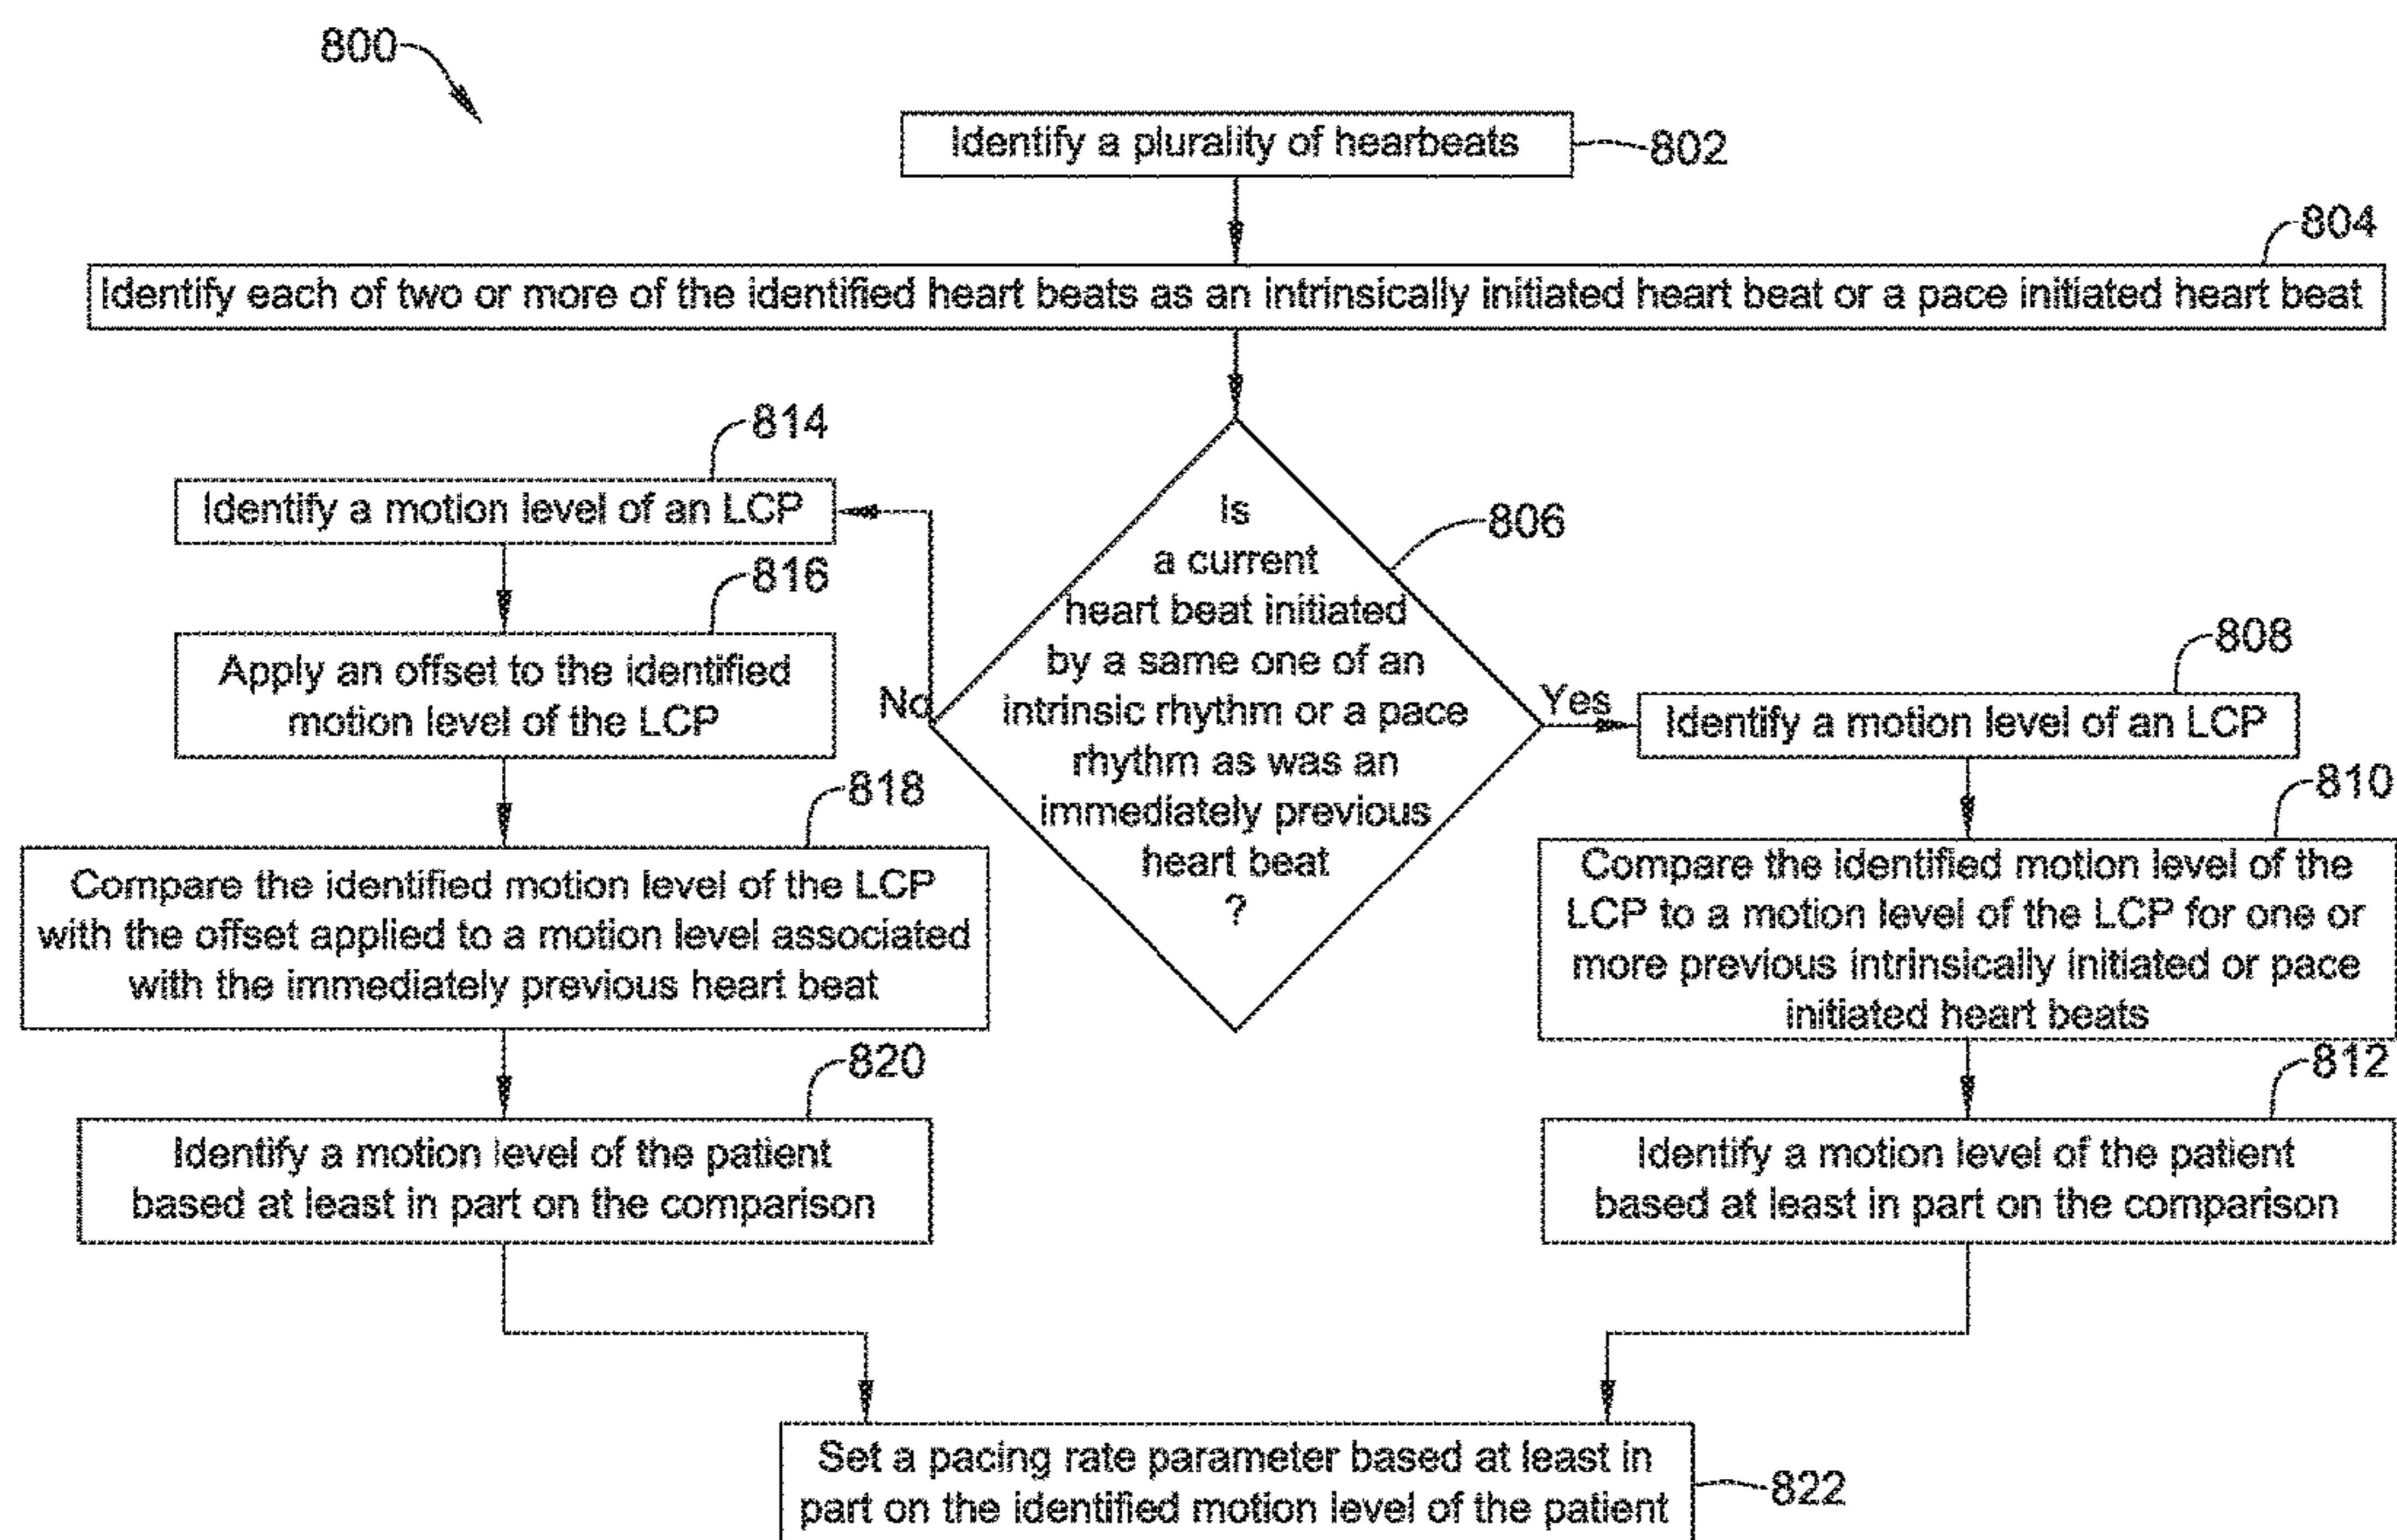 800
Identify a plurality of hearbeats
802
804
Identify each of two or more of the identified heart beats as an intrinsically initiated heart beat or a pace initiated heart beat
806
Is
a current
heart beat initiated
by a same one of an
intrinsic rhythm or a pace
rhythm as was an
immediately previous
heart beat
?
No
Yes
814
Identify a motion level of an LCP
816
Apply an offset to the identified
motion level of the LCP
818
Compare the identified motion level of the LCP
with the offset applied to a motion level associated
with the immediately previous heart beat
820
Identify a motion level of the patient
based at least in part on the comparison
808
Identify a motion level of an LCP
810
Compare the identified motion level of the
LCP to a motion level of the LCP for one or
more previous intrinsically initiated or pace
initiated heart beats
812
Identify a motion level of the patient
based at least in part on the comparison
Set a pacing rate parameter based at least in
part on the identified motion level of the patient
822